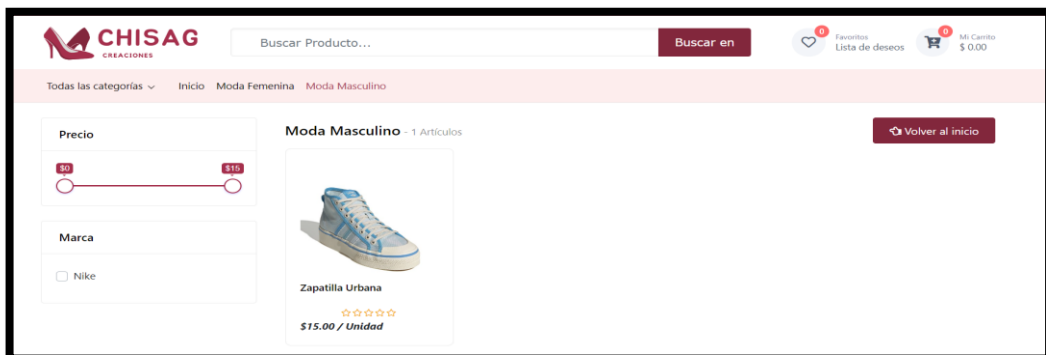 CHISAG
CREACIONES
Buscar Producto...
Buscar en
0
Favoritos
Lista de deseos
0
Mi Carrito
$ 0.00
Todas las categorías Inicio Moda Femenina Moda Masculino
Precio
$0 $15
Marca
Nike
Moda Masculino - 1 Artículos
Volver al inicio
Zapatilla Urbana
$15.00 / Unidad